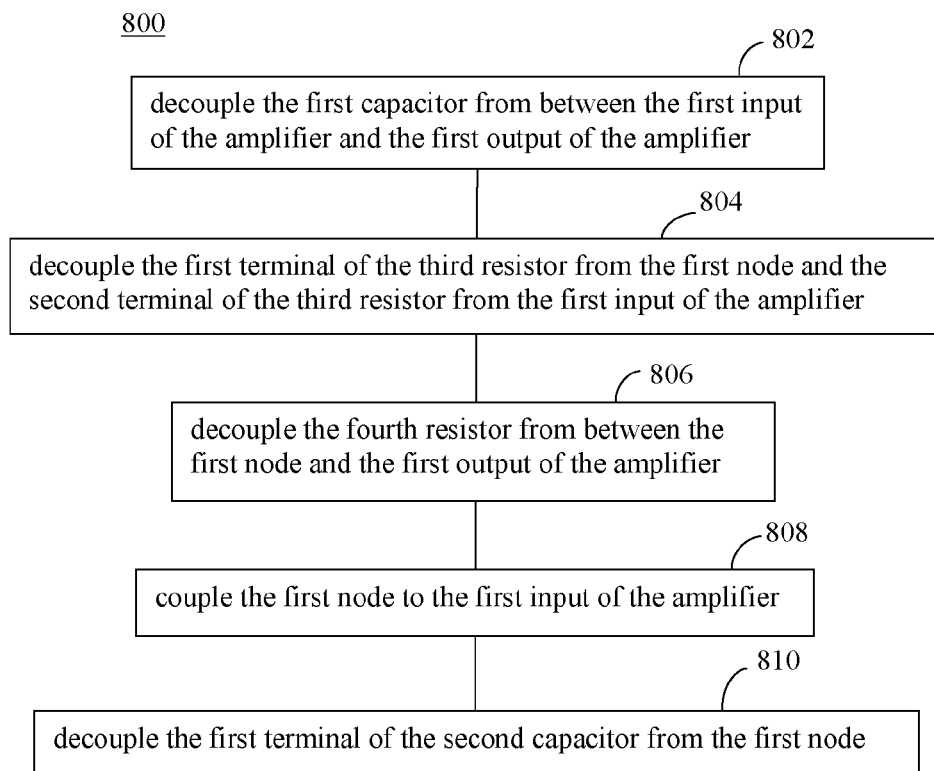 800
802
decouple the first capacitor from between the first input
of the amplifier and the first output of the amplifier
804
decouple the first terminal of the third resistor from the first node and the
second terminal of the third resistor from the first input of the amplifier
806
decouple the fourth resistor from between the
first node and the first output of the amplifier
808
couple the first node to the first input of the amplifier
810
decouple the first terminal of the second capacitor from the first node